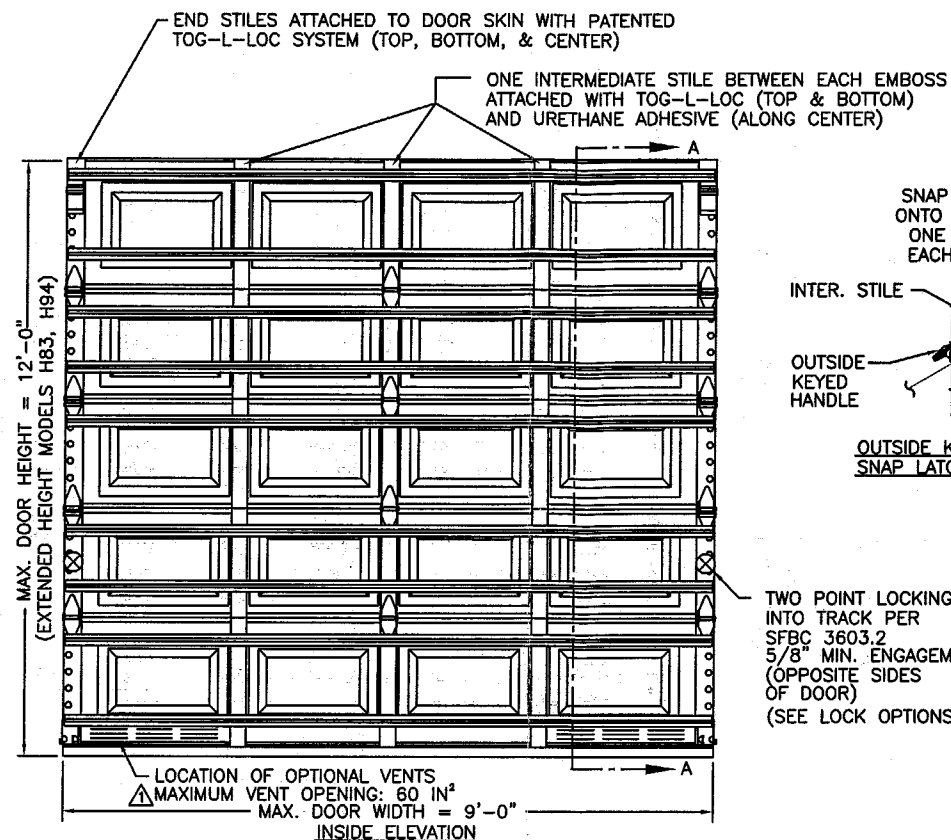 END STILES ATTACHED TO DOOR SKIN WITH PATENTED
TOG-L-LOC SYSTEM (TOP, BOTTOM, & CENTER)
ONE INTERMEDIATE STILE BETWEEN EACH EMBOSS
ATTACHED WITH TOG-L-LOC (TOP & BOTTOM)
AND URETHANE ADHESIVE (ALONG CENTER)
A
SNAP
ONTO
ONE
EACH
INTER. STILE
OUTSIDE
KEYED
HANDLE
OUTSIDE K
SNAP LATC
MAX. DOOR HEIGHT = 12'-0"
(EXTENDED HEIGHT MODELS H83, H94)
TWO POINT LOCKING
INTO TRACK PER
SFBC 3603.2
5/8" MIN. ENGAGEM
(OPPOSITE SIDES
OF DOOR)
(SEE LOCK OPTIONS
A
LOCATION OF OPTIONAL VENTS
1 MAXIMUM VENT OPENING: 60 IN²
MAX. DOOR WIDTH = 9'-0"
INSIDE ELEVATION